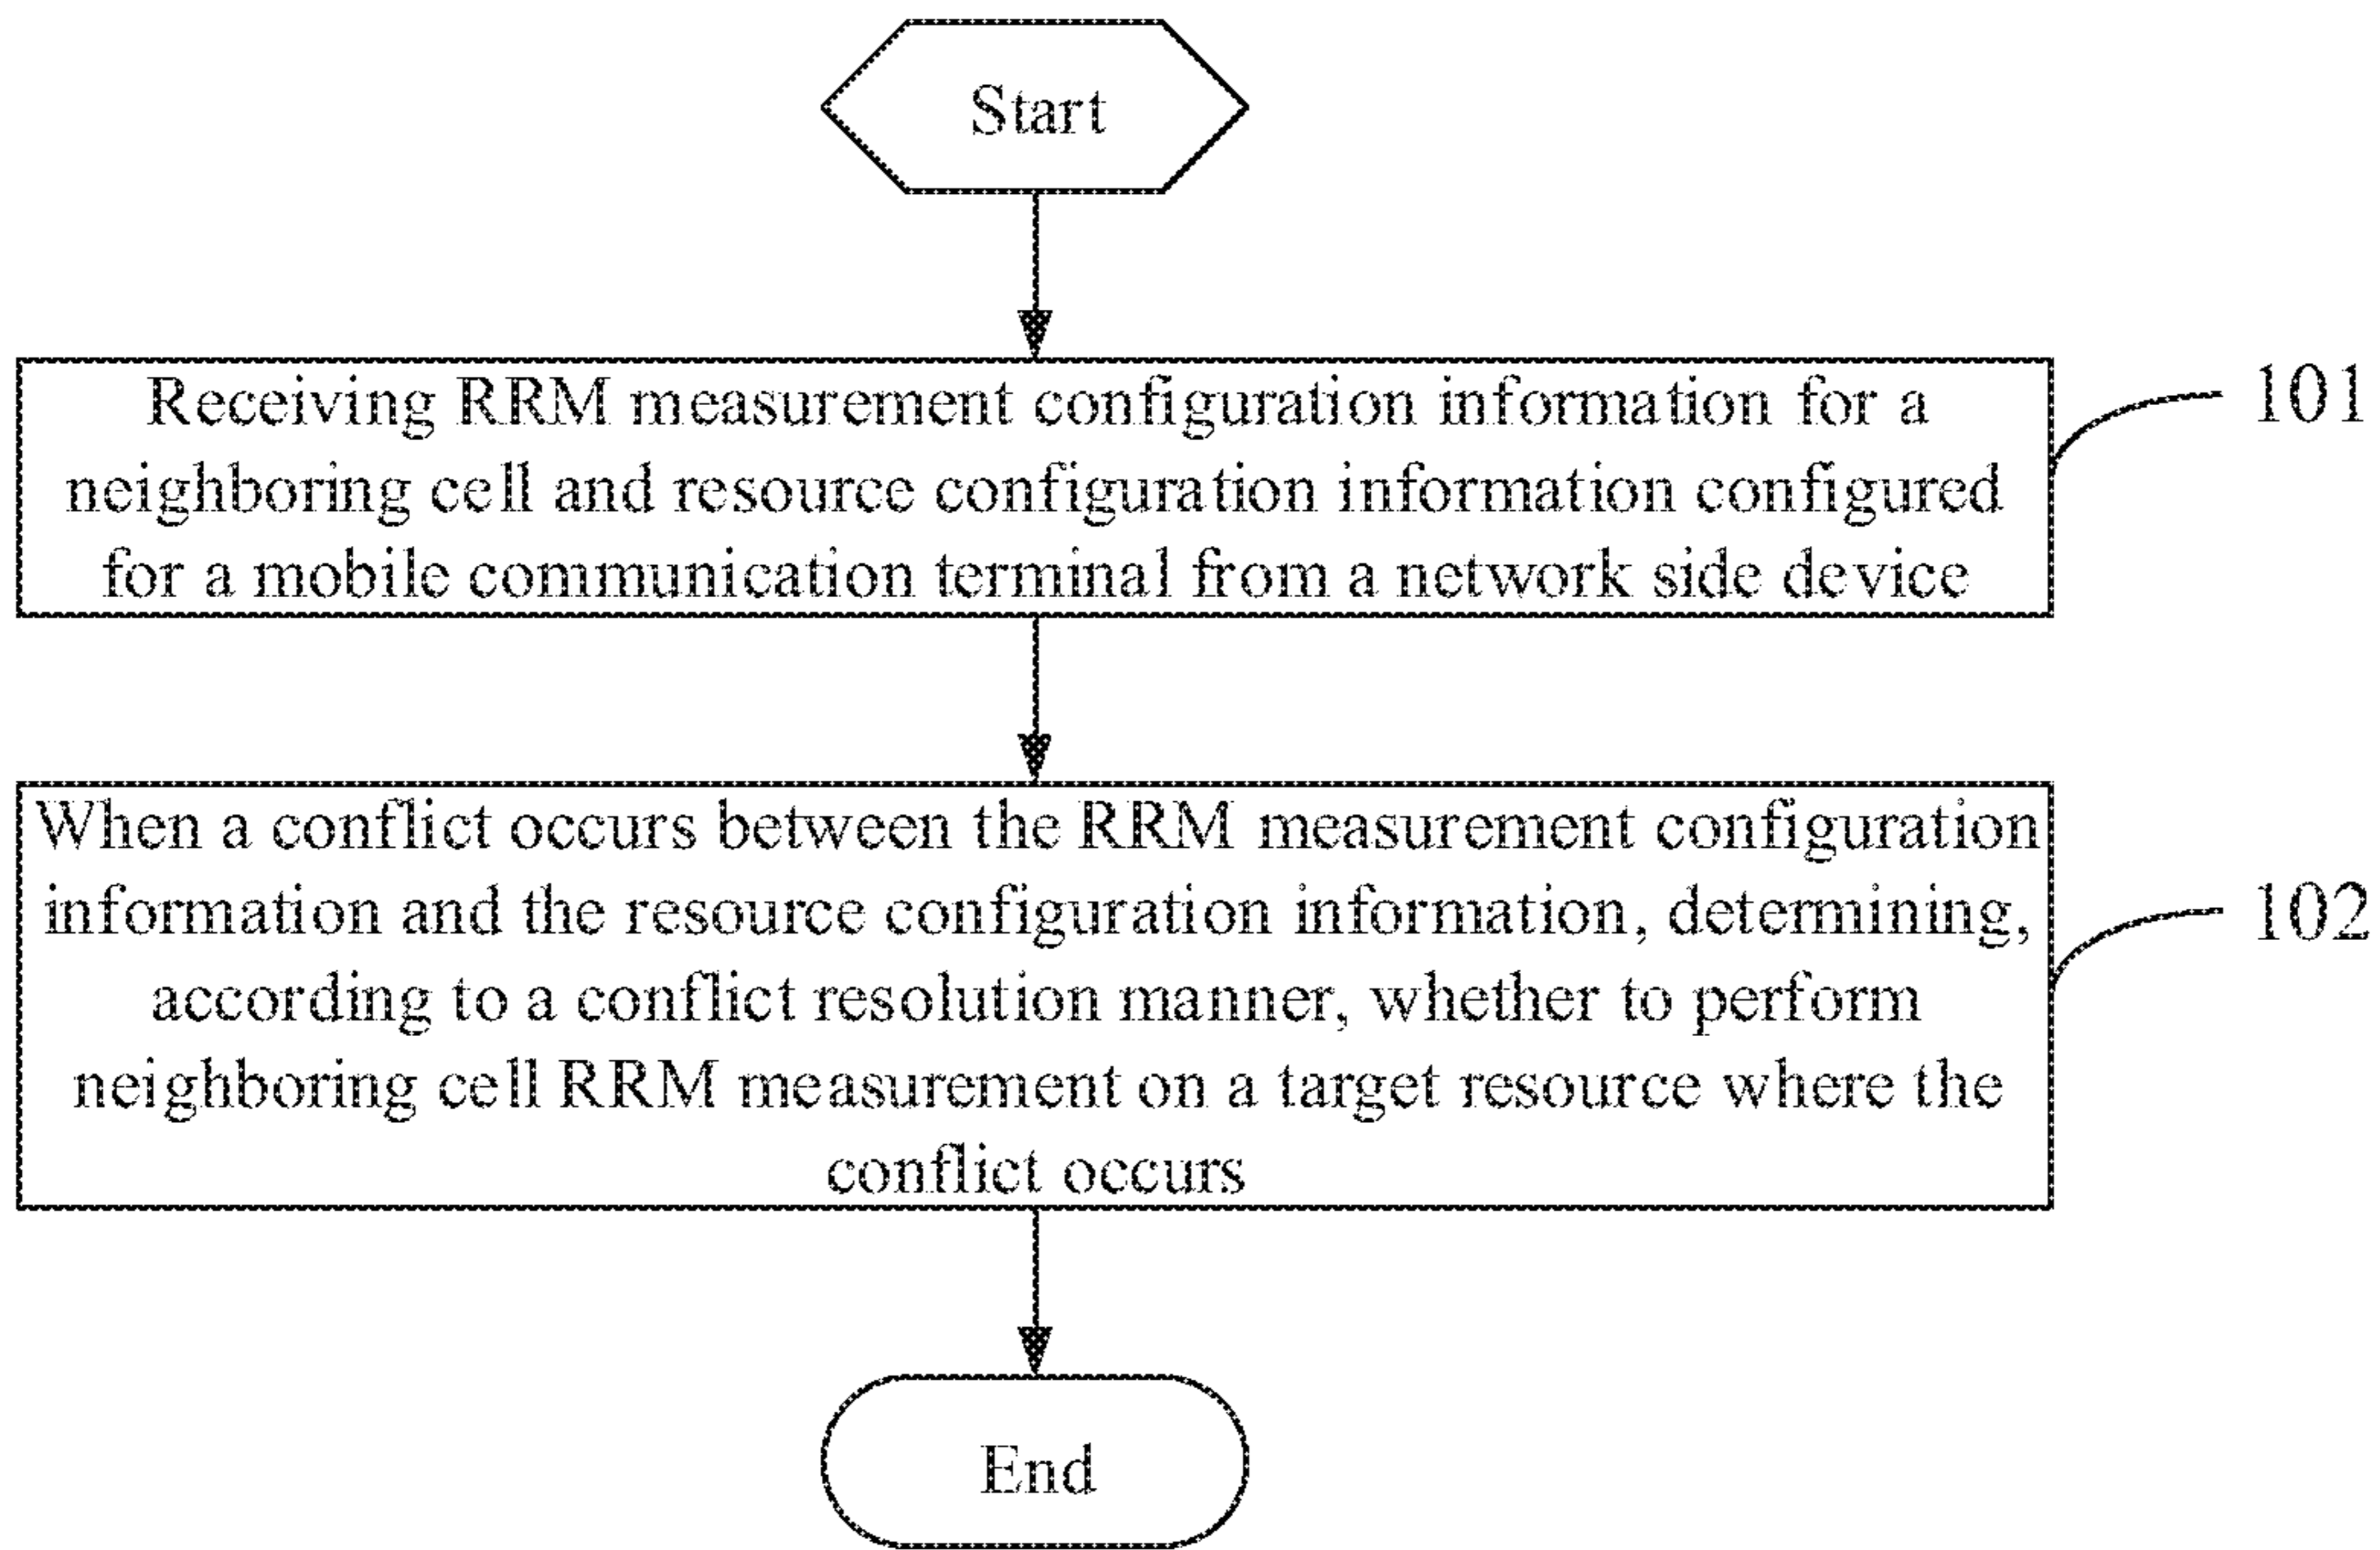 Start
Receiving RRM measurement configuration information for a
neighboring cell and resource configuration information configured
for a mobile communication terminal from a network side device
101
When a conflict occurs between the RRM measurement configuration
information and the resource configuration information, determining,
according to a conflict resolution manner, whether to perform
neighboring cell RRM measurement on a target resource where the
conflict occurs
102
End